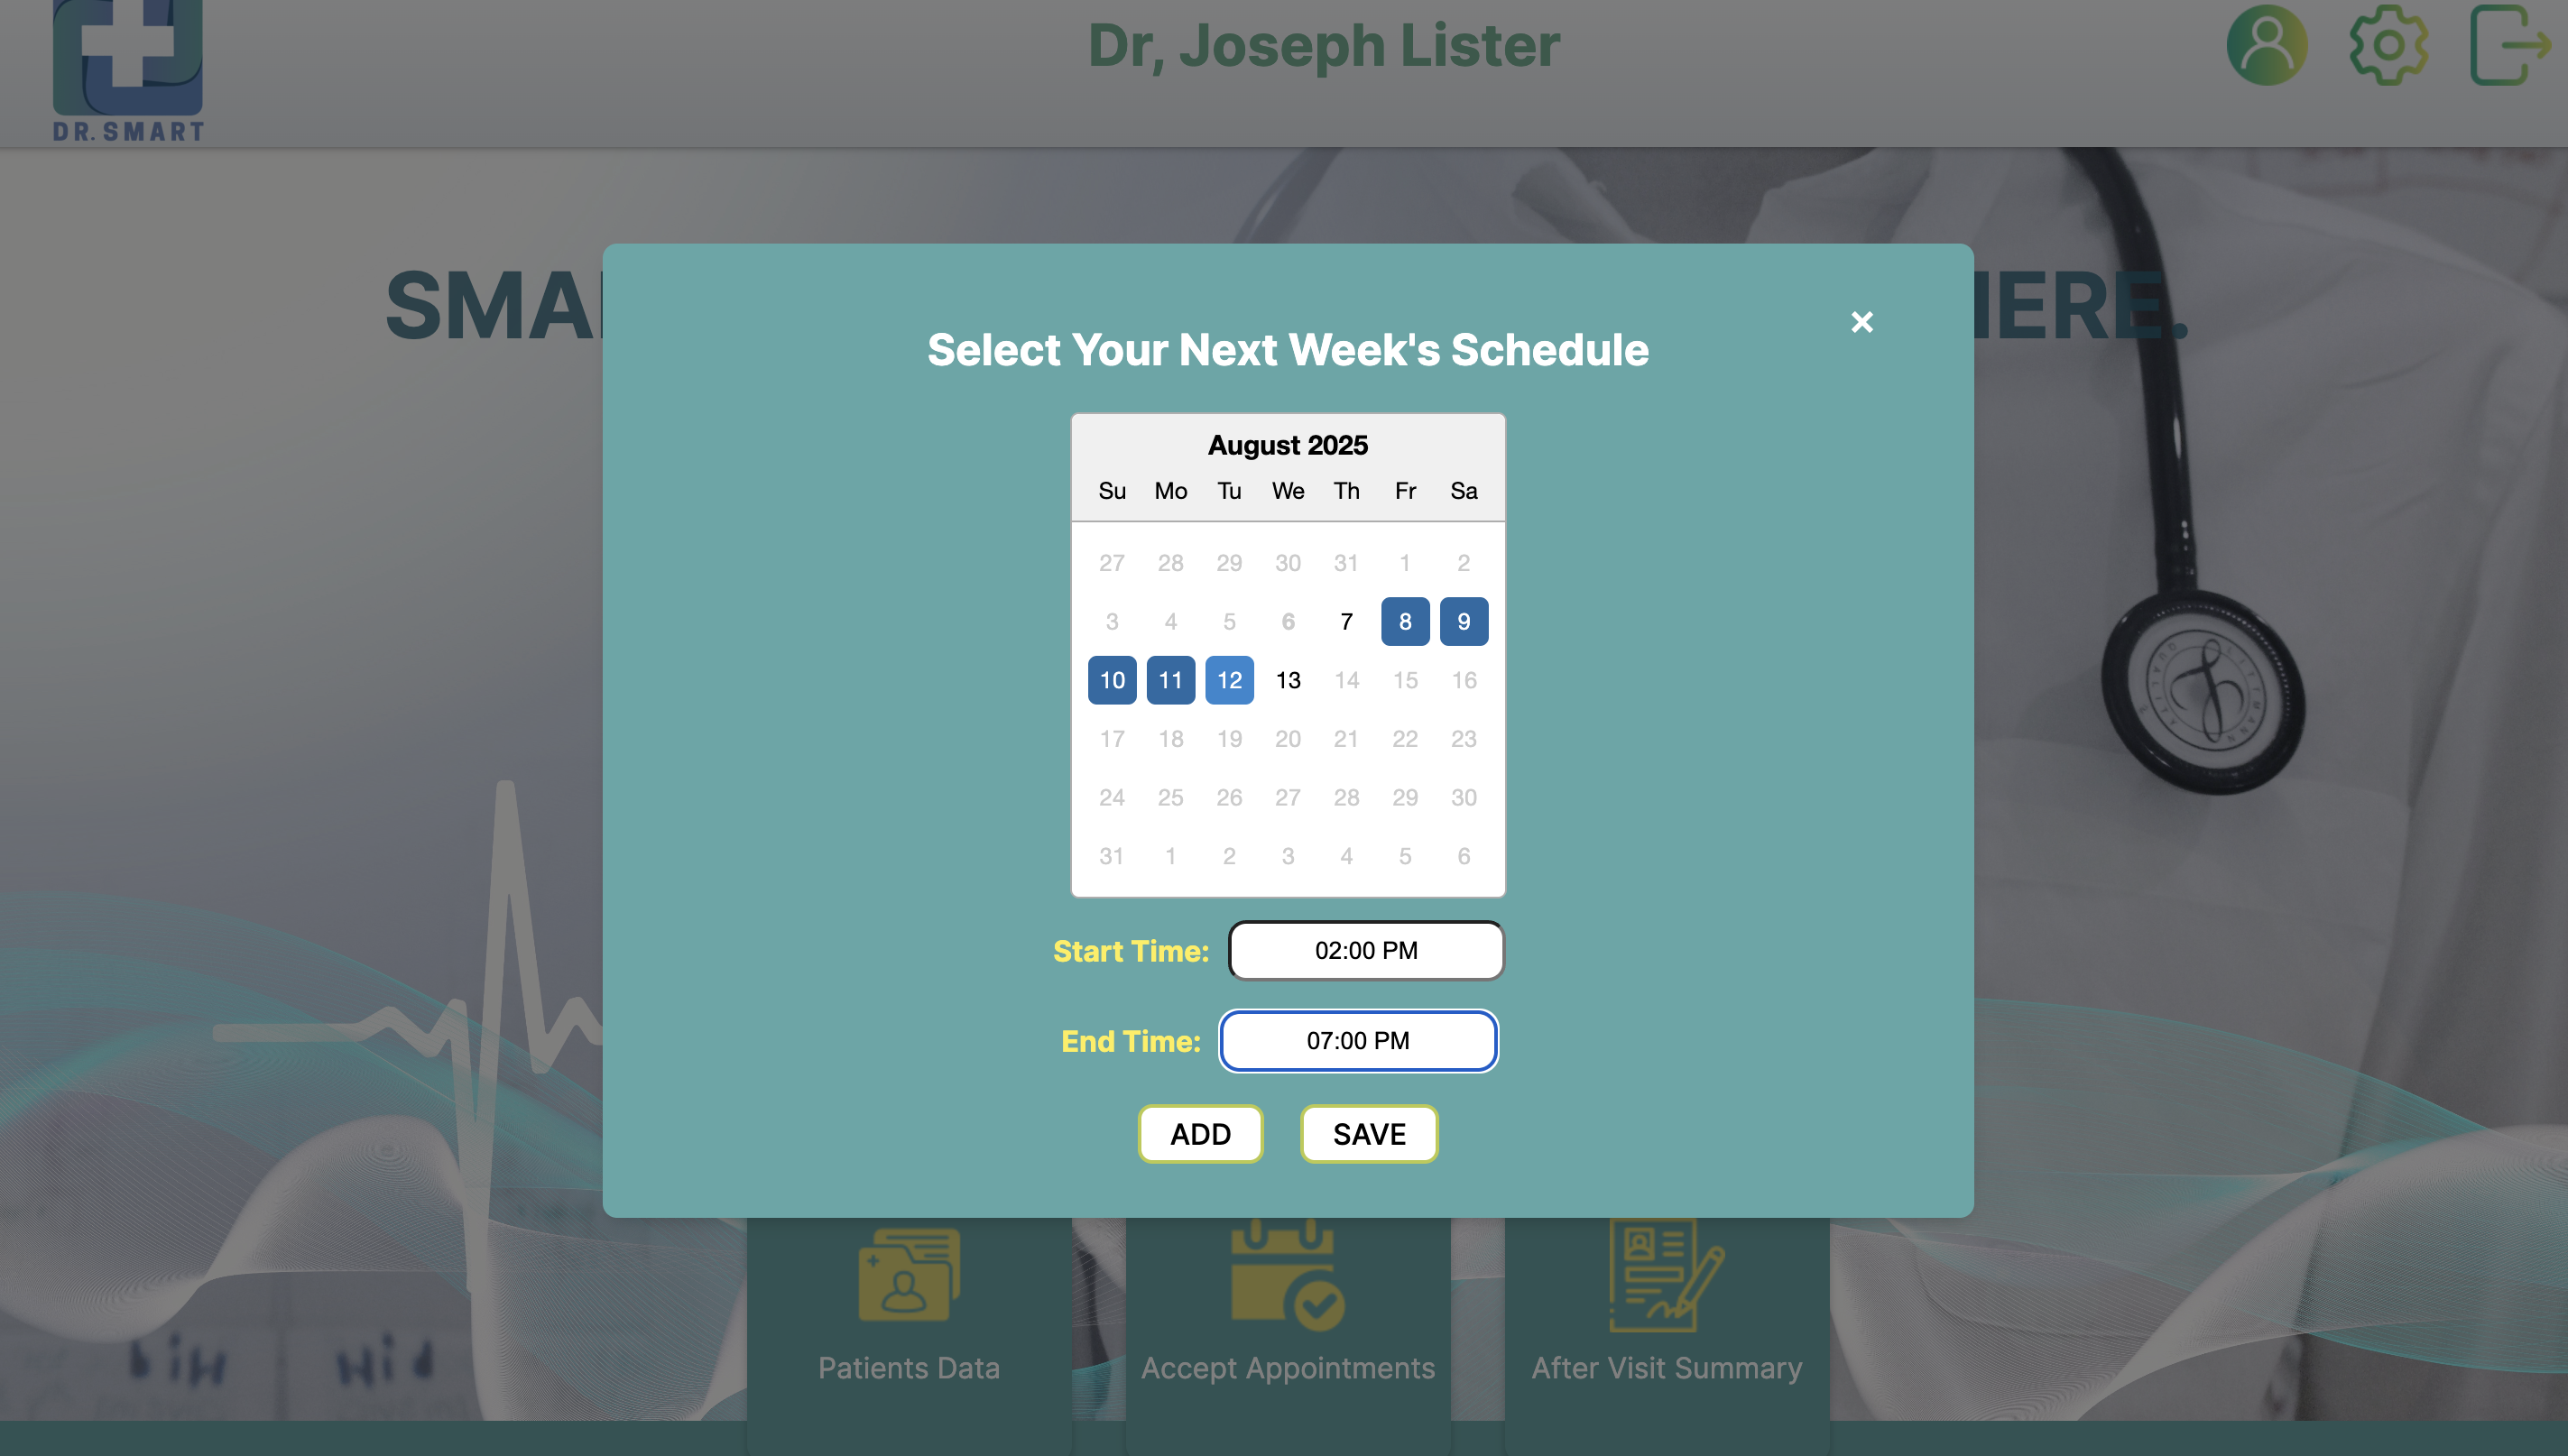 DR. SMART
Dr, Joseph Lister
SMA
HERE.
Select Your Next Week's Schedule
×
August 2025
Su Mo Tu We Th Fr Sa
27 28 29 30 31 1 2
3 4 5 6 7 8 9
10 11 12 13 14 15 16
17 18 19 20 21 22 23
24 25 26 27 28 29 30
31 1 2 3 4 5 6
Start Time: 02:00 PM
End Time: 07:00 PM
ADD SAVE
Patients Data
Accept Appointments
After Visit Summary